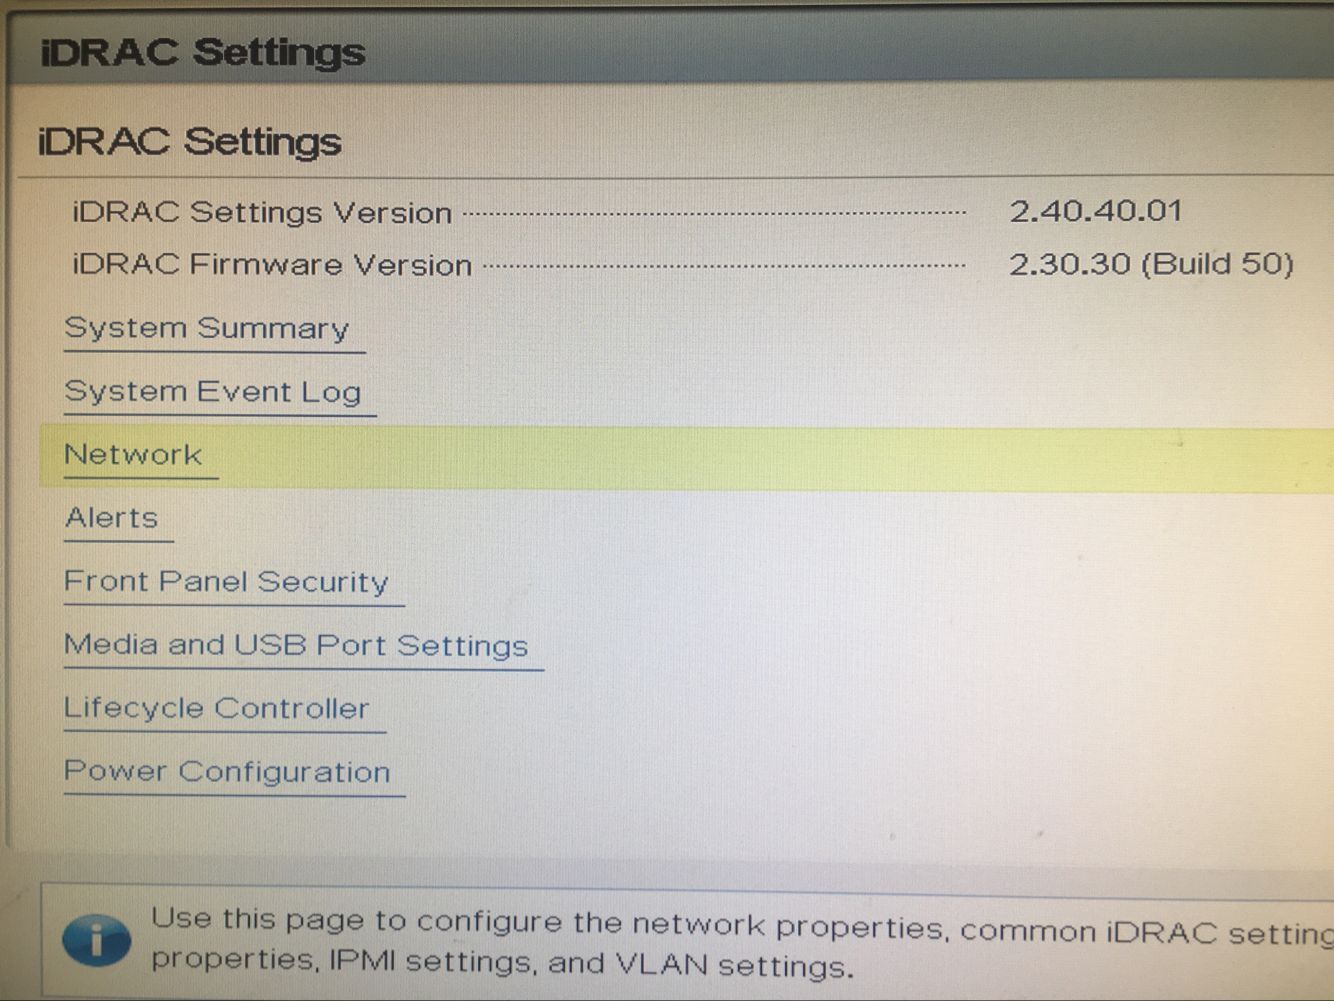 iDRAC Settings
iDRAC Settings
iDRAC Settings Version 2.40.40.01
iDRAC Firmware Version 2.30.30 (Build 50)
System Summary
System Event Log
Network
Alerts
Front Panel Security
Media and USB Port Settings
Lifecycle Controller
Power Configuration
Use this page to configure the network properties, common iDRAC setting
properties, IPMI settings, and VLAN settings.